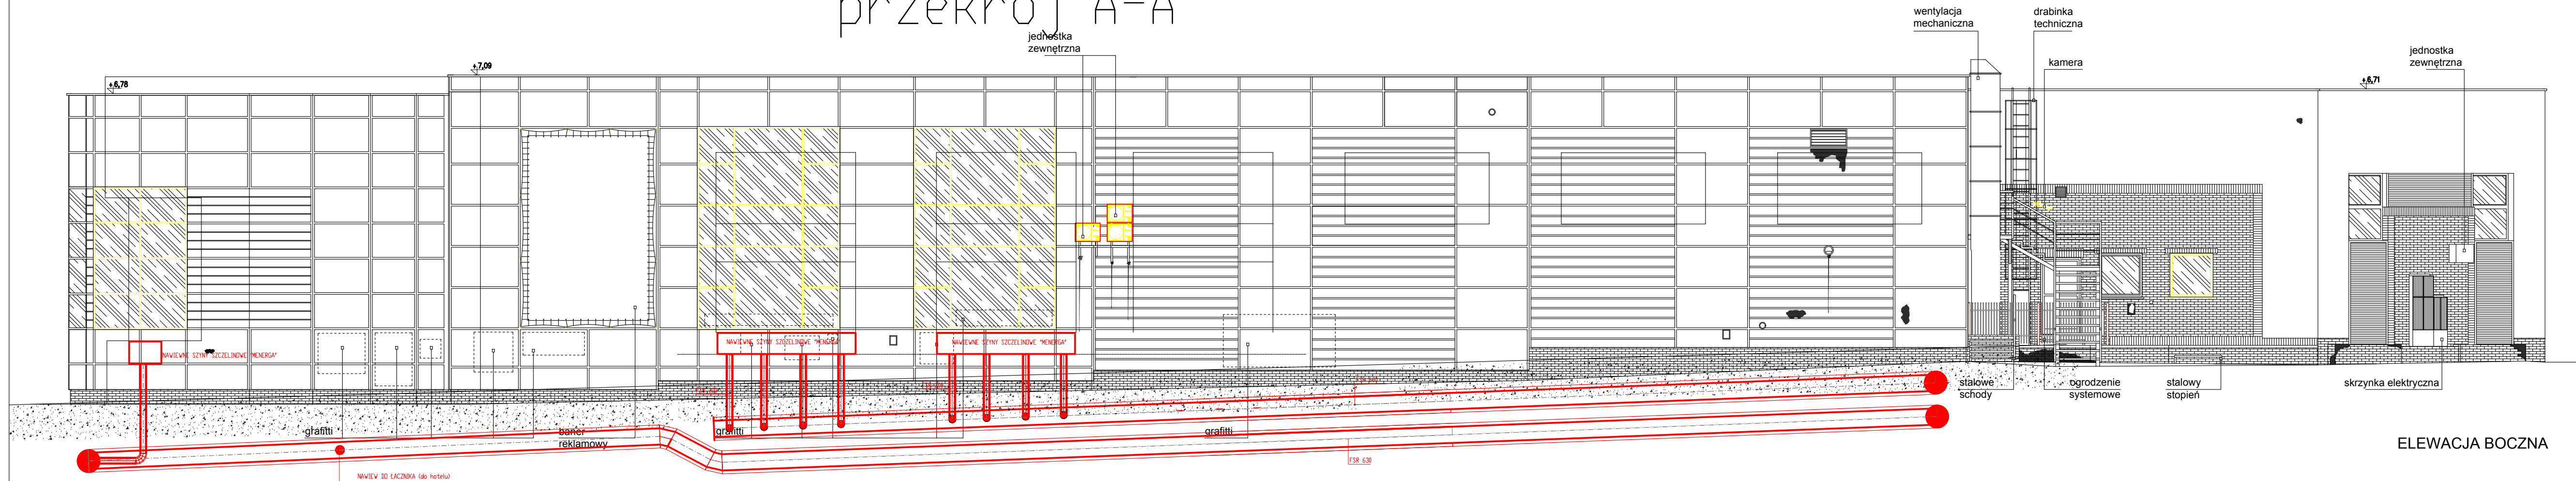 przekrój A-A
wentylacja
mechaniczna
drabinka
techniczna
jednostka
zewnętrzna
jednostka
zewnętrzna
kamera
+7,09
+6,78
+6,71
NAWIEWNE SZYNY SZCZELINOWE "MENERGA"
NAWIEWNE SZYNY SZCZELINOWE "MENERGA"
NAWIEWNE SZYNY SZCZELINOWE "MENERGA"
stalowe
schody
ogrodzenie
systemowe
stalowy
stopień
skrzynka elektryczna
grafitti
baner
reklamowy
grafitti
grafitti
ELEWACJA BOCZNA
FSR 630
NAWIEW DO ŁĄCZNIKA (do hotelu)